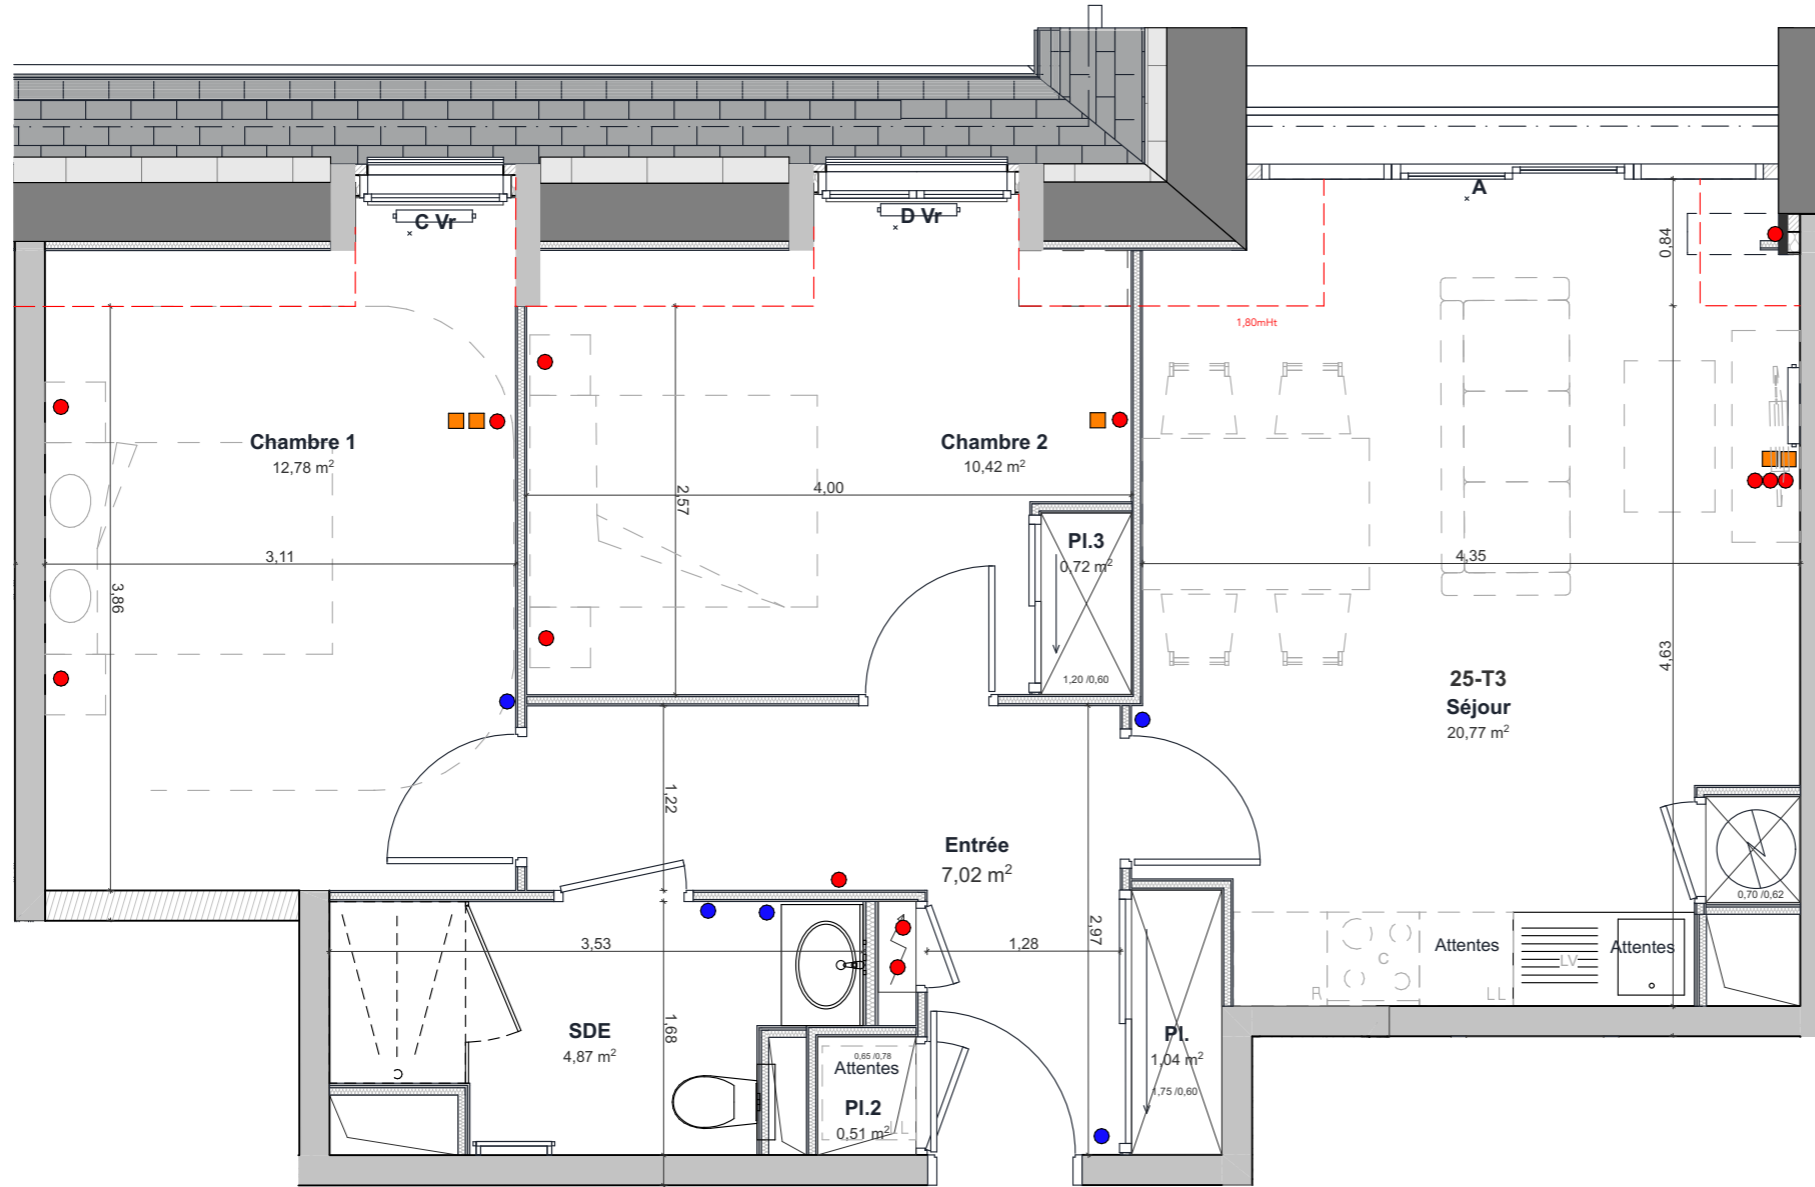 C Vr
D Vr
A
0,84
1,80mHt
Chambre 1
12,78 m²
Chambre 2
10,42 m²
4,00
2,57
3,11
3,86
Pl.3
0,72 m²
1,20 /0,60
4,35
4,63
25-T3
Séjour
20,77 m²
1,22
Entrée
7,02 m²
0,70 /0,62
3,53
1,28
2,97
Attentes
Attentes
C
LV
R
LL
SDE
4,87 m²
1,68
C
0,65 /0,78
Attentes
Pl.2
0,51 m²
LL
Pl.
1,04 m²
1,75 /0,60